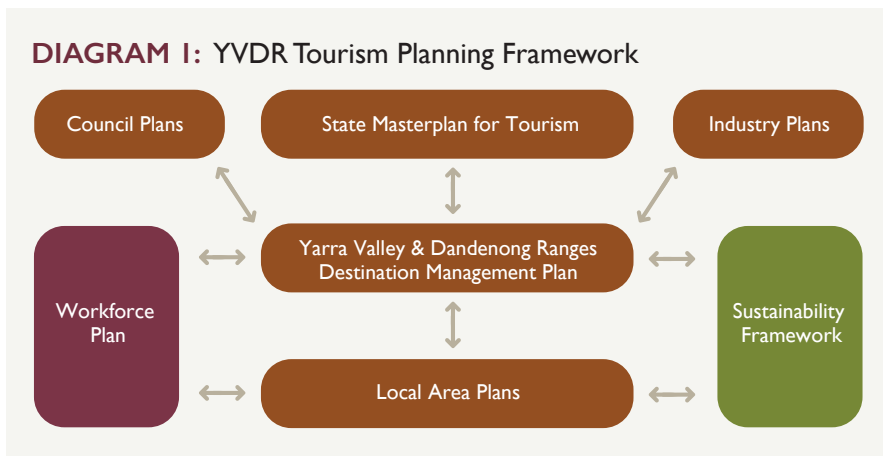 DIAGRAM 1: YVDR Tourism Planning Framework
Council Plans
State Masterplan for Tourism
Industry Plans
Yarra Valley & Dandenong Ranges
Destination Management Plan
Workforce
Plan
Sustainability
Framework
Local Area Plans